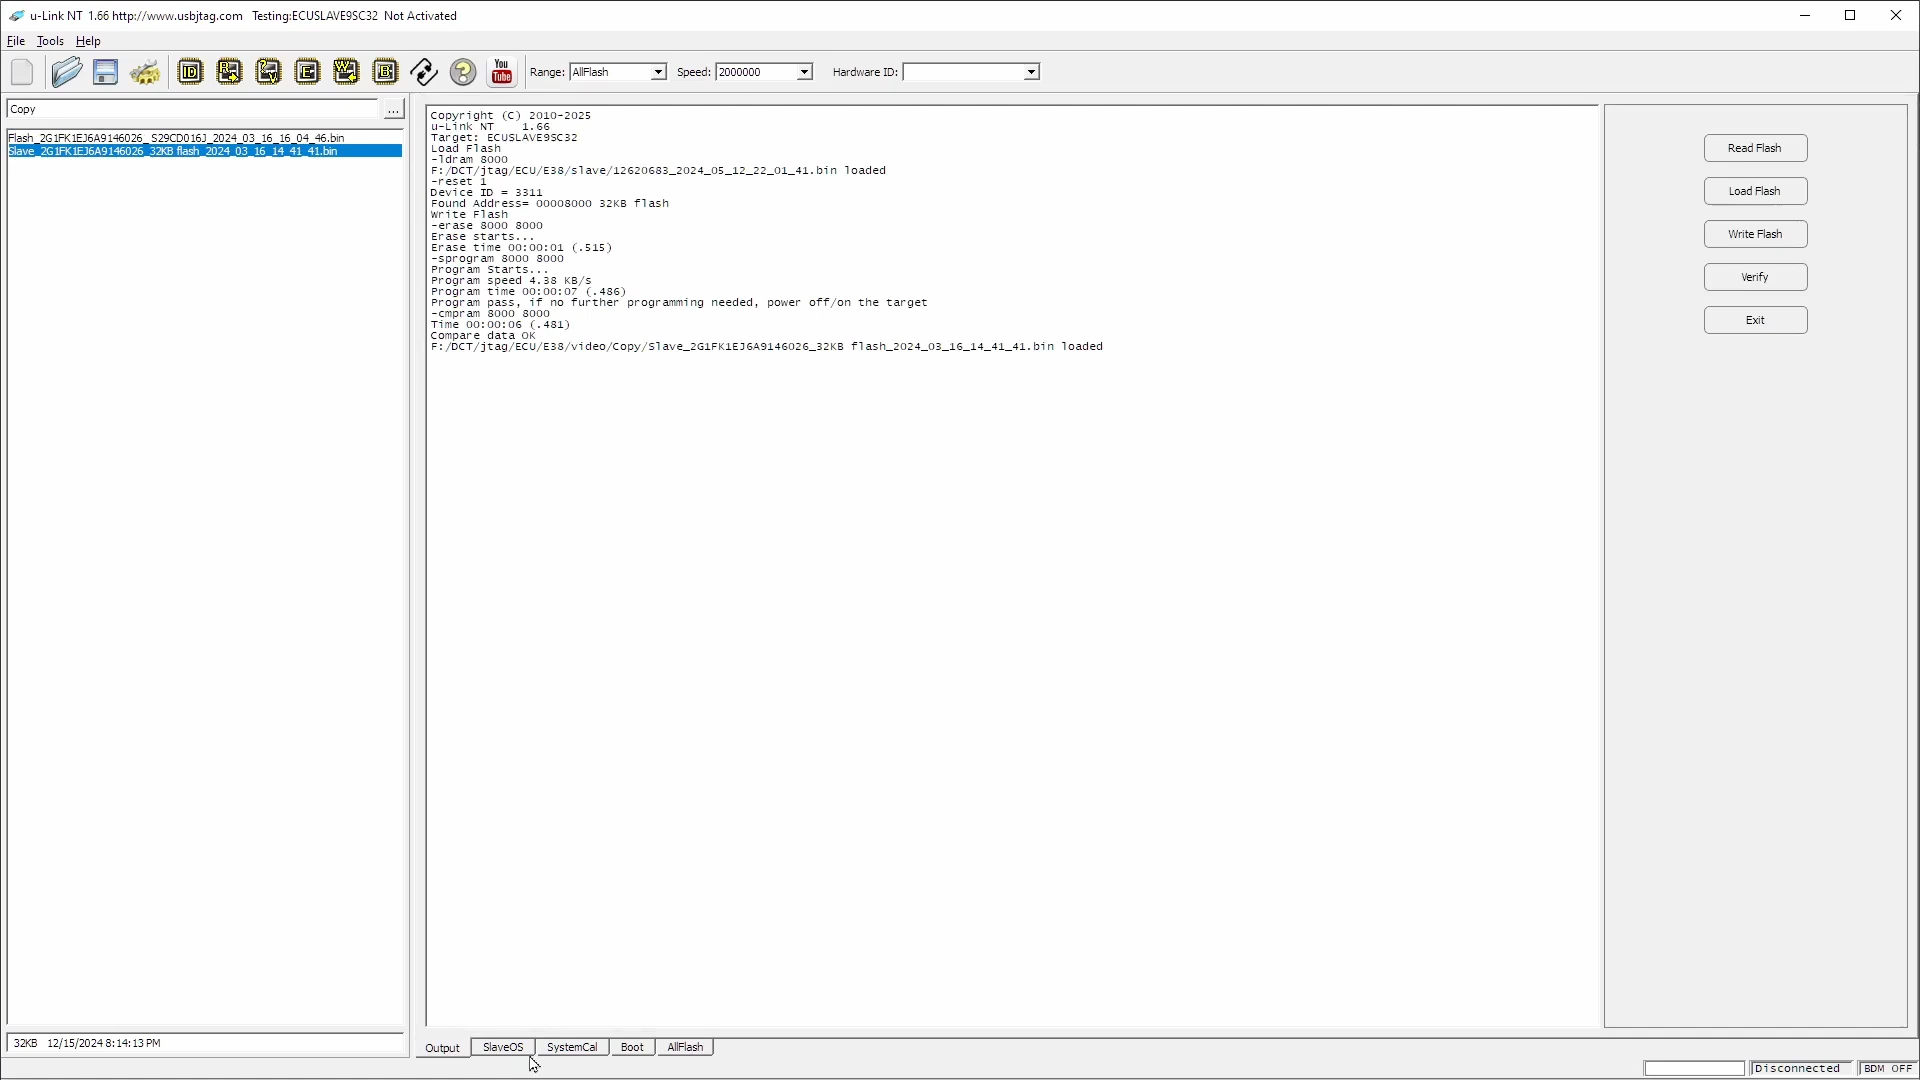 u-Link NT 1.66 http://www.usbjtag.com Testing:ECUSLAVE9SC32 Not Activated
File Tools Help
ID R ?V E W B ? You Tube Range: AllFlash Speed: 2000000 Hardware ID:
Copy ...
Flash_2G1FK1EJ6A9146026_ S29CD016J_2024_03_16_16_04_46.bin
Slave_2G1FK1EJ6A9146026_32KB flash_2024_03_16_14_41_41.bin
Copyright (C) 2010-2025
u-Link NT 1.66
Target: ECUSLAVE9SC32
Load Flash
-ldram 8000
F:/DCT/jtag/ECU/E38/slave/12620683_2024_05_12_22_01_41.bin loaded
-reset 1
Device ID = 3311
Found Address= 00008000 32KB flash
Write Flash
-erase 8000 8000
Erase starts...
Erase time 00:00:01 (.515)
-sprogram 8000 8000
Program Starts...
Program speed 4.38 KB/s
Program time 00:00:07 (.486)
Program pass, if no further programming needed, power off/on the target
-cmpram 8000 8000
Time 00:00:06 (.481)
Compare data OK
F:/DCT/jtag/ECU/E38/video/Copy/Slave_2G1FK1EJ6A9146026_32KB flash_2024_03_16_14_41_41.bin loaded
Read Flash
Load Flash
Write Flash
Verify
Exit
32KB 12/15/2024 8:14:13 PM
Output SlaveOS SystemCal Boot AllFlash
Disconnected BDM OFF